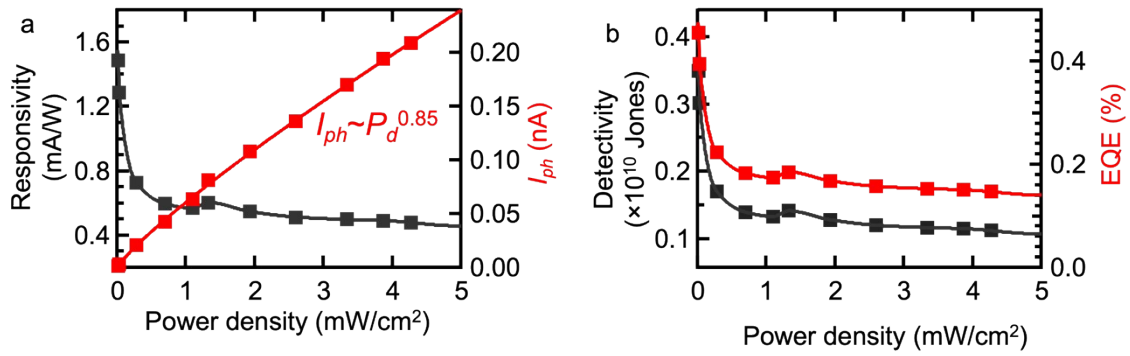 a
Responsivity
(mA/W)
1.6
1.2
0.8
0.4
0 1 2 3 4 5
Power density (mW/cm²)
0.20
0.15
0.10
0.05
0.00
I_ph (nA)
I_ph~P_d^0.85
b
Detectivity
(×10¹⁰ Jones)
0.4
0.3
0.2
0.1
0 1 2 3 4 5
Power density (mW/cm²)
0.4
0.2
0.0
EQE (%)